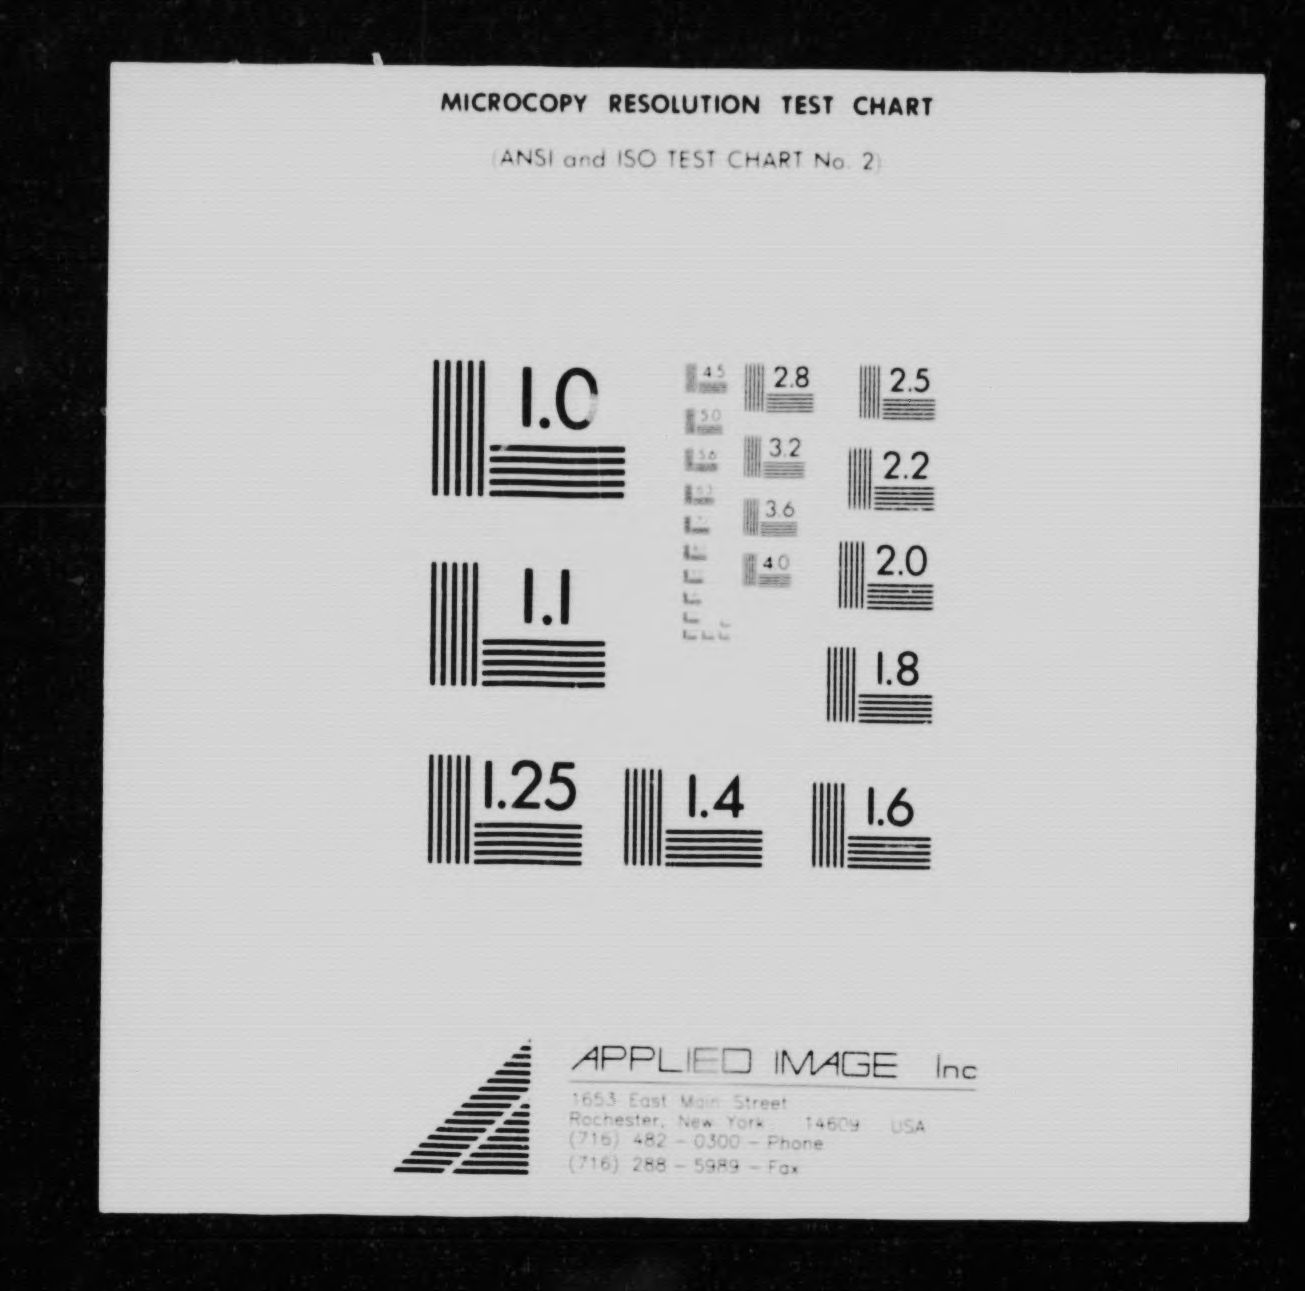 MICROCOPY RESOLUTION TEST CHART
(ANSI and ISO TEST CHART No. 2)
1.0
4.5
2.8
2.5
5.0
3.2
2.2
5.6
3.6
2.0
4.0
1.1
1.8
1.25
1.4
1.6
APPLIED IMAGE Inc
1653 East Main Street
Rochester, New York 14609 USA
(716) 482 - 0300 - Phone
(716) 288 - 5989 - Fax